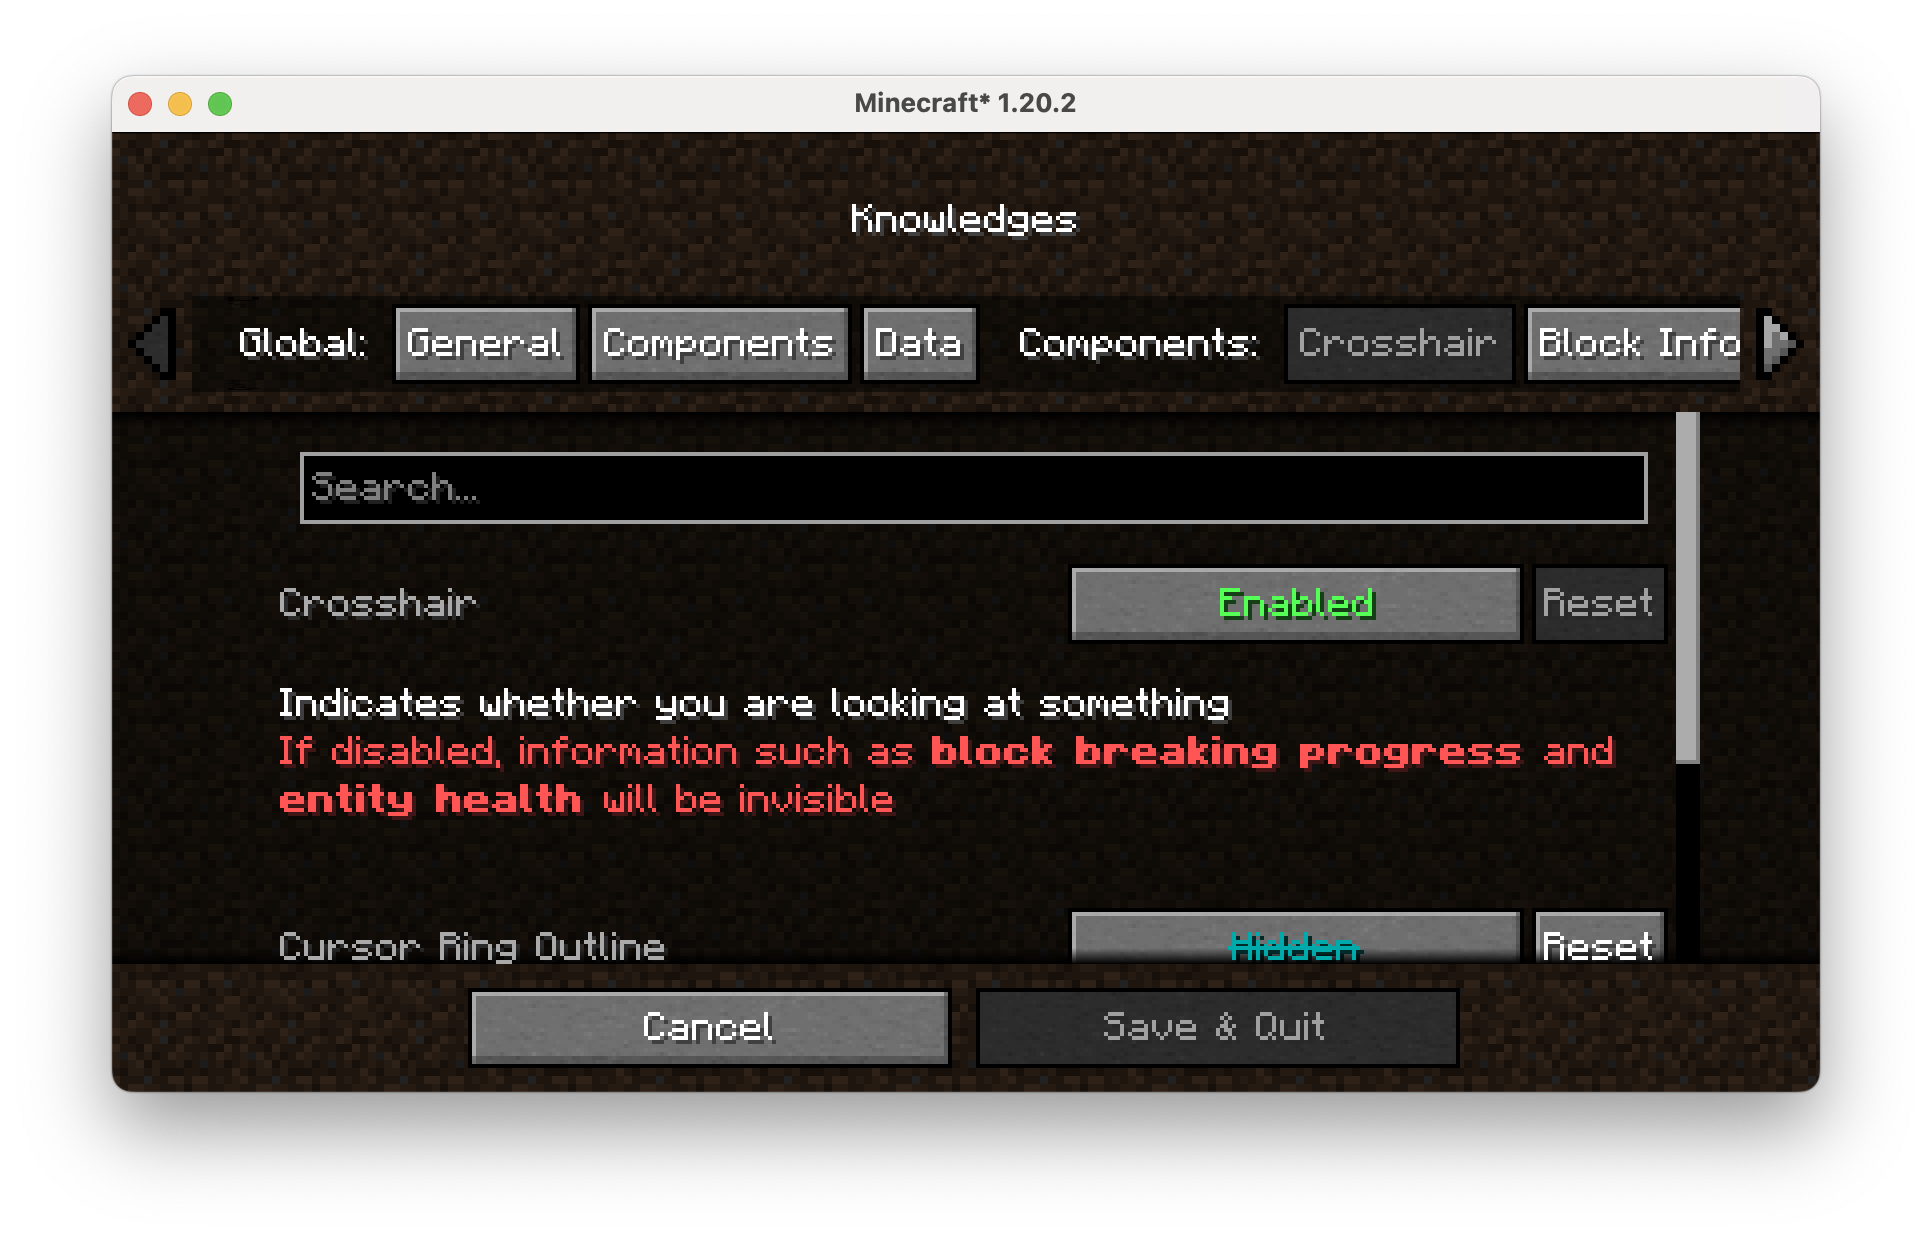 Minecraft* 1.20.2
Knowledges
Global: General Components Data Components: Crosshair Block Info
Search...
Crosshair Enabled Reset
Indicates whether you are looking at something
If disabled, information such as block breaking progress and
entity health will be invisible
Cursor Ring Outline Hidden Reset
Cancel Save & Quit